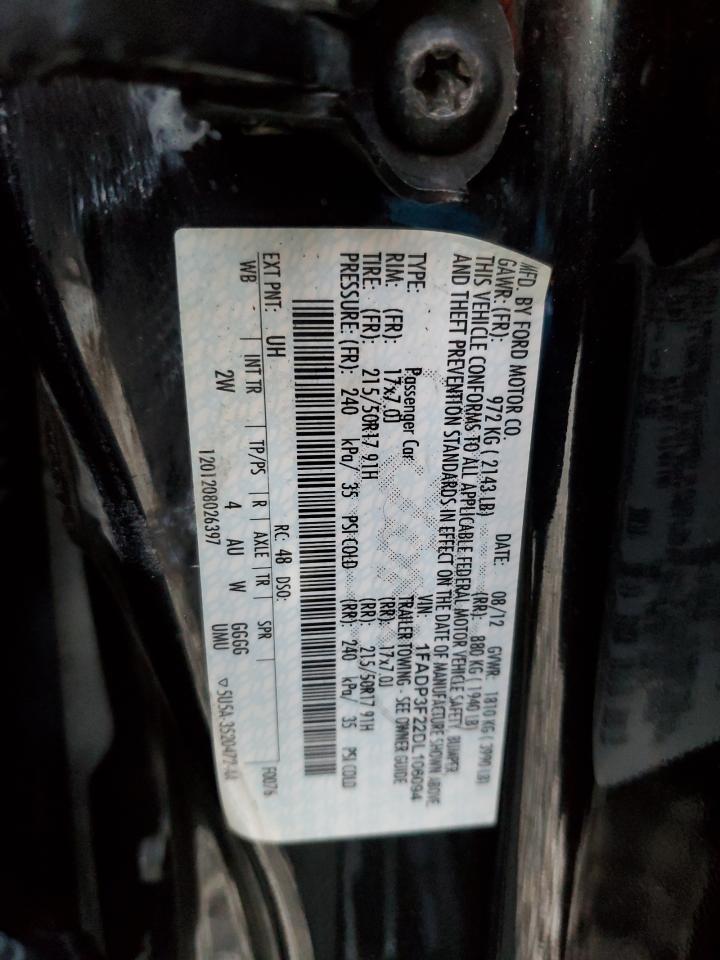 MFD. BY FORD MOTOR CO.
DATE: 08/12 GVWR: 1810 KG ( 3990 LB)
GAWR: (FR): 972 KG ( 2143 LB) (RR): 880 KG ( 1940 LB)
THIS VEHICLE CONFORMS TO ALL APPLICABLE FEDERAL MOTOR VEHICLE SAFETY, BUMPER
AND THEFT PREVENTION STANDARDS IN EFFECT ON THE DATE OF MANUFACTURE SHOWN ABOVE
VIN: 1FADP3F22DL106094
TYPE: Passenger Car TRAILER TOWING - SEE OWNER GUIDE
RIM: (FR): 17x7.0J (RR): 17x7.0J
TIRE: (FR): 215/50R17 91H (RR): 215/50R17 91H
PRESSURE: (FR): 240 kPa/ 35 PSI COLD (RR): 240 kPa/ 35 PSI COLD
EXT PNT: UH RC: 48 DSO: F0076
WB INT TR TP/PS R AXLE TR SPR
2W 4 AU W GGGG
UMU
1201208026397
5U5A-3520472-AA